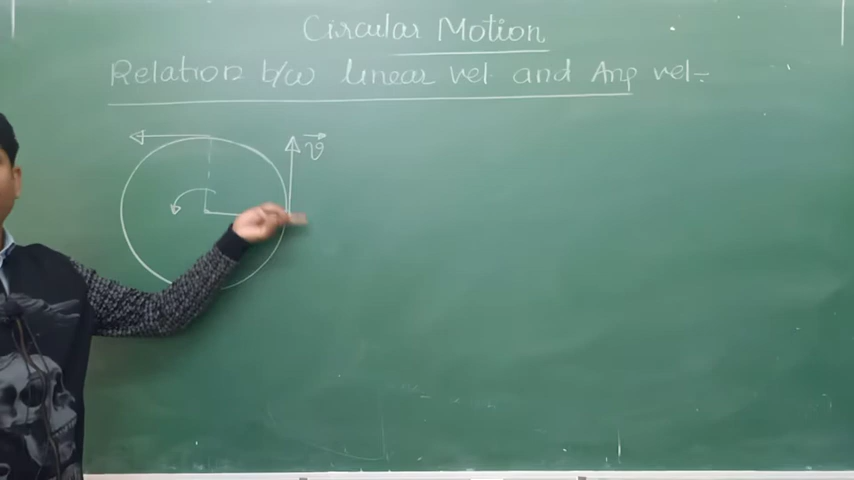 Circular Motion
Relation b/w linear vel and Ang vel:-
v